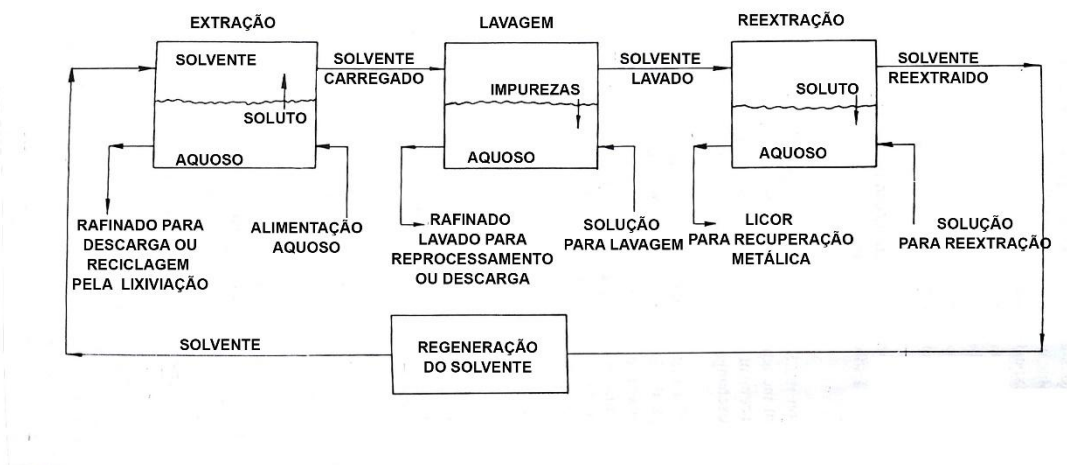 EXTRAÇÃO
LAVAGEM
REEXTRAÇÃO
SOLVENTE
SOLUTO
AQUOSO
SOLVENTE
CARREGADO
IMPUREZAS
AQUOSO
SOLVENTE
LAVADO
SOLUTO
AQUOSO
SOLVENTE
REEXTRAIDO
RAFINADO PARA
DESCARGA OU
RECICLAGEM
PELA LIXIVIAÇÃO
ALIMENTAÇÃO
AQUOSO
RAFINADO
LAVADO PARA
REPROCESSAMENTO
OU DESCARGA
SOLUÇÃO
PARA LAVAGEM
LICOR
PARA RECUPERAÇÃO
METÁLICA
SOLUÇÃO
PARA REEXTRAÇÃO
SOLVENTE
REGENERAÇÃO
DO SOLVENTE